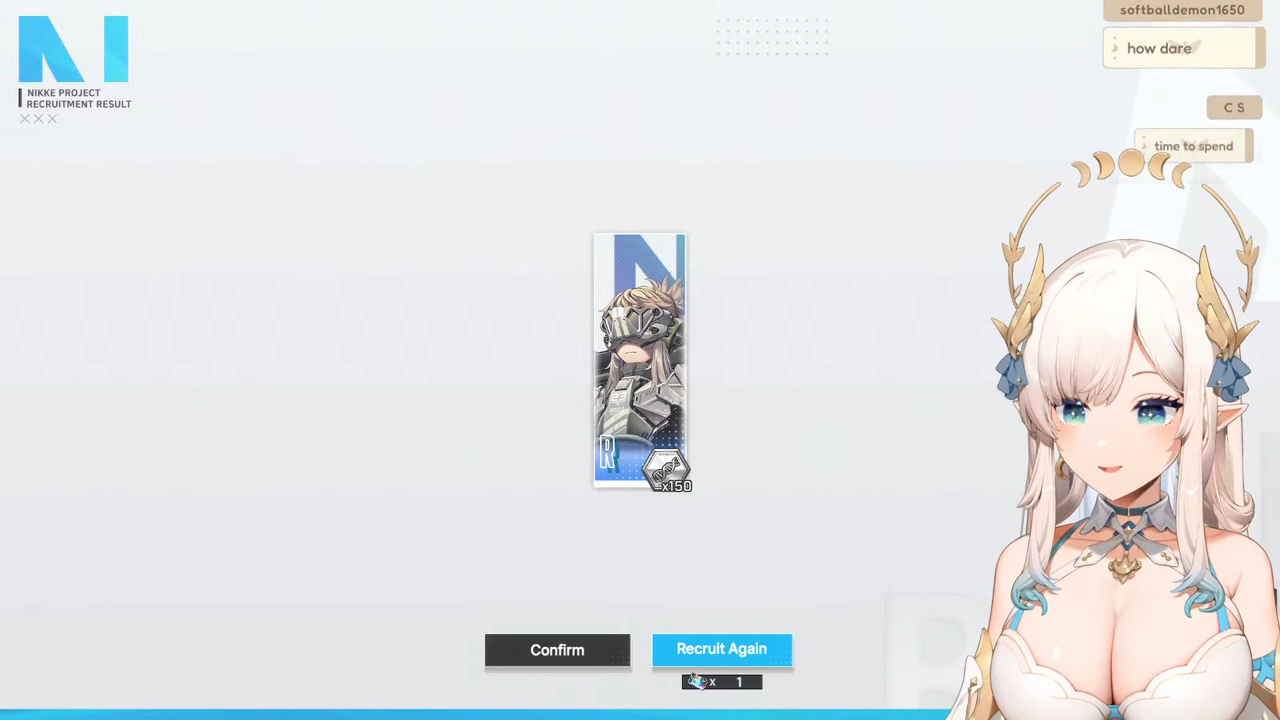 NIKKE PROJECT
RECRUITMENT RESULT
softballdemon1650
how dare
C S
time to spend
R
x150
Confirm
Recruit Again
x 1